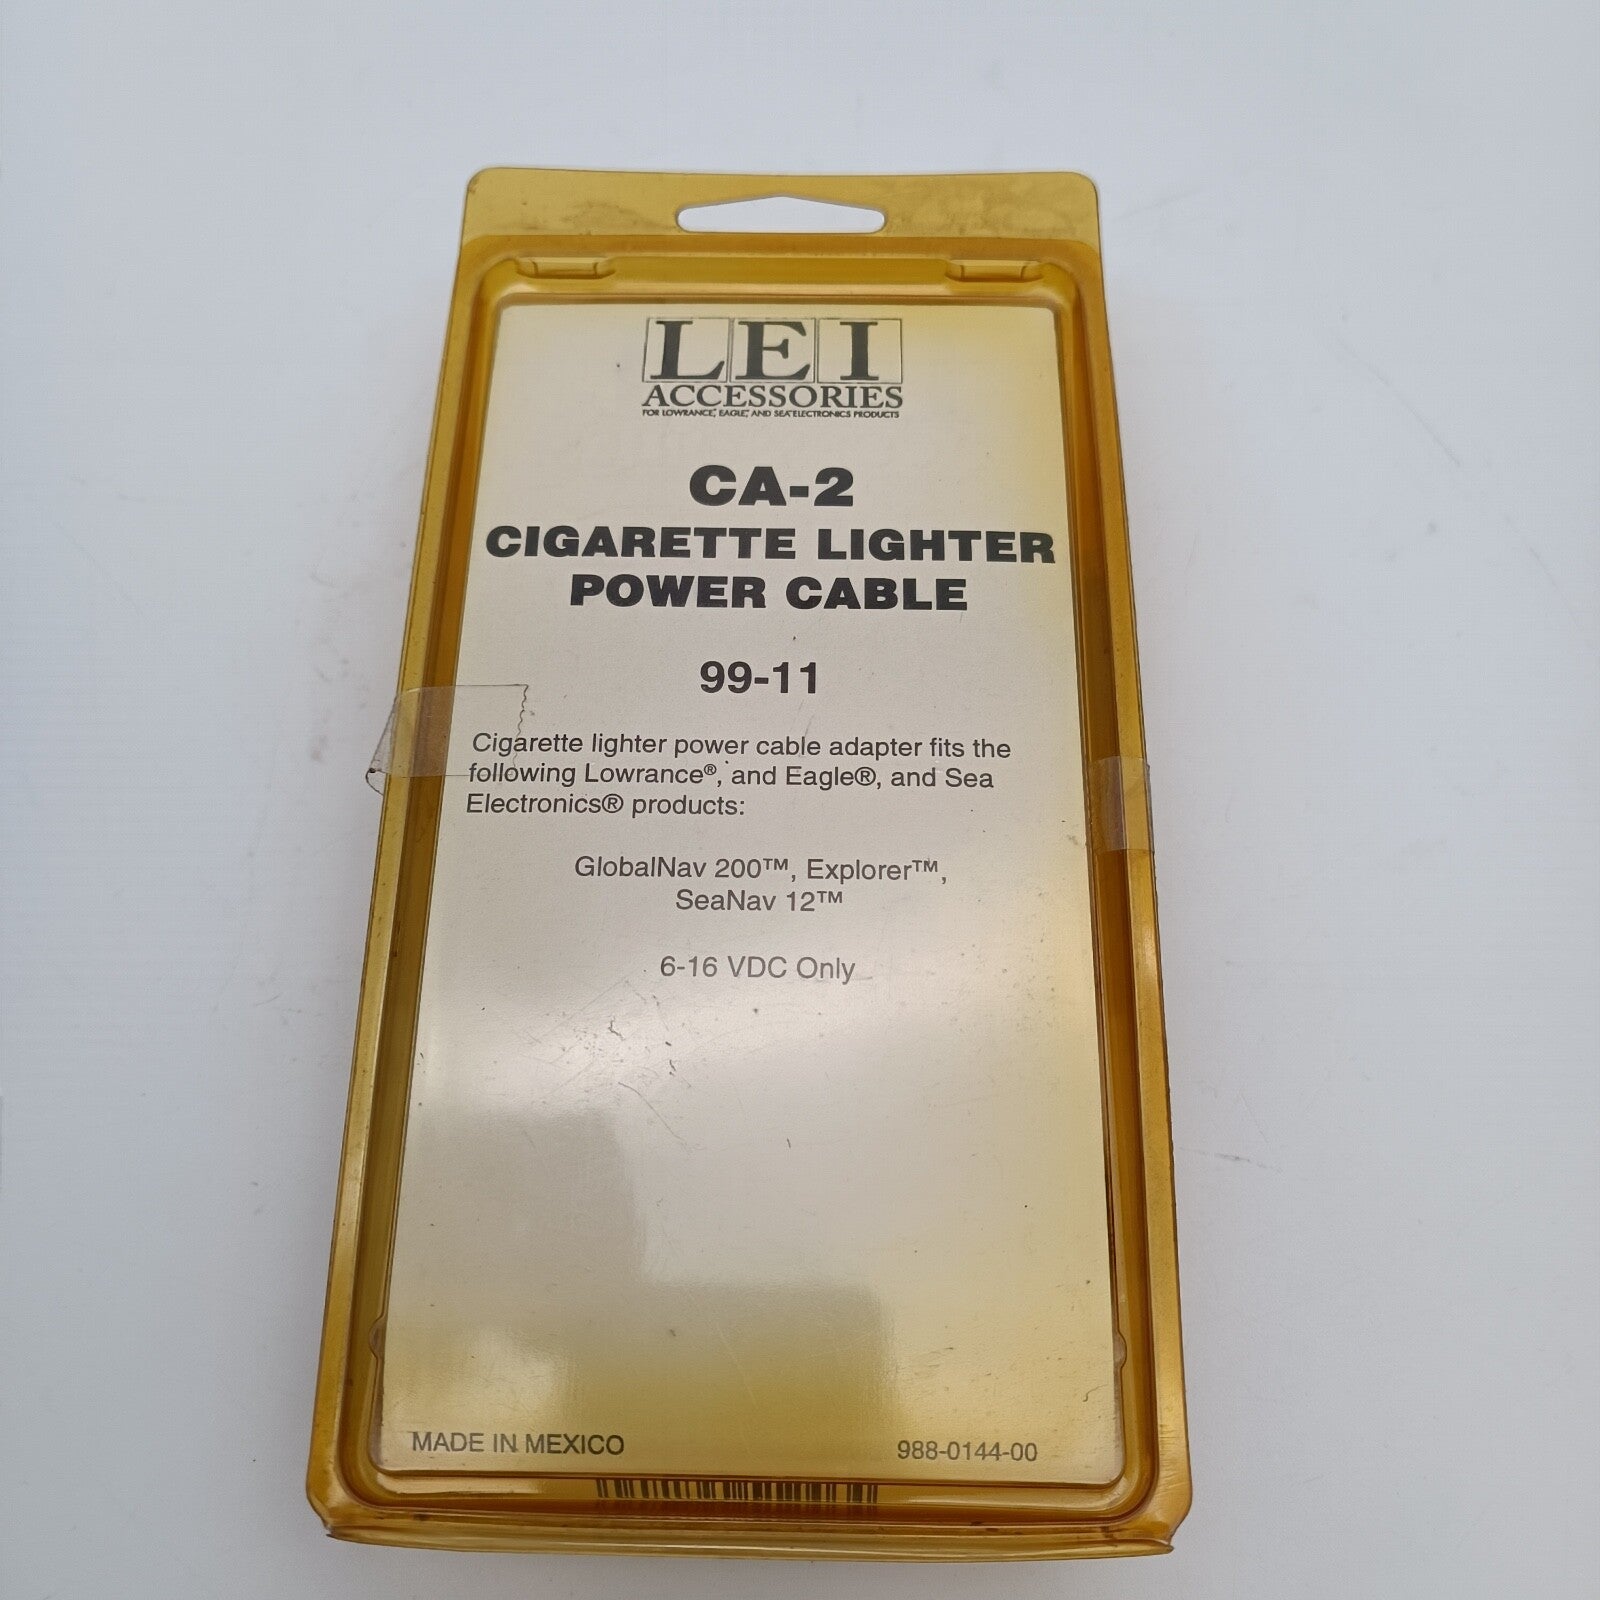 LEI
ACCESSORIES
FOR LOWRANCE, EAGLE, AND SEA ELECTRONICS PRODUCTS
CA-2
CIGARETTE LIGHTER
POWER CABLE
99-11
Cigarette lighter power cable adapter fits the
following Lowrance®, and Eagle®, and Sea
Electronics® products:
GlobalNav 200™, Explorer™,
SeaNav 12™
6-16 VDC Only
MADE IN MEXICO
988-0144-00